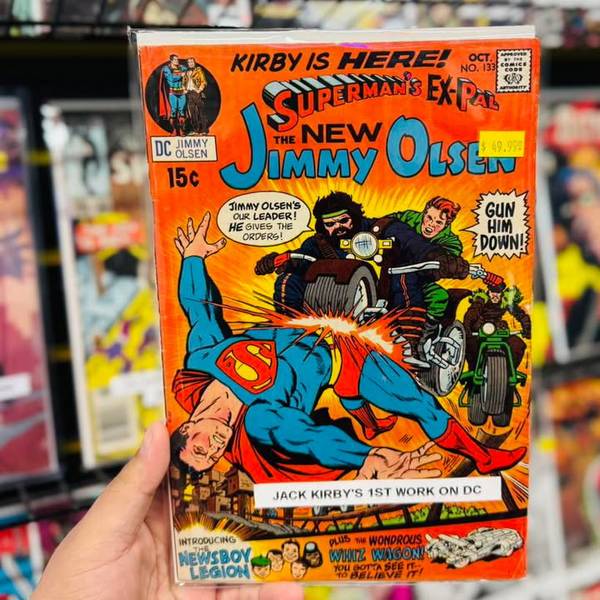 KIRBY IS HERE!
OCT.
NO. 133
APPROVED
BY THE
COMICS
CODE
AUTHORITY
SUPERMAN'S EX-PAL
THE NEW
JIMMY OLSEN
DC JIMMY
OLSEN
$ 49.99
15¢
JIMMY OLSEN'S
OUR LEADER!
HE GIVES THE
ORDERS!
GUN
HIM
DOWN!
S
JACK KIRBY'S 1ST WORK ON DC
INTRODUCING
THE
NEWSBOY
LEGION
PLUS THE WONDROUS
WHIZ WAGON!
YOU GOTTA SEE IT...
TO BELIEVE IT!